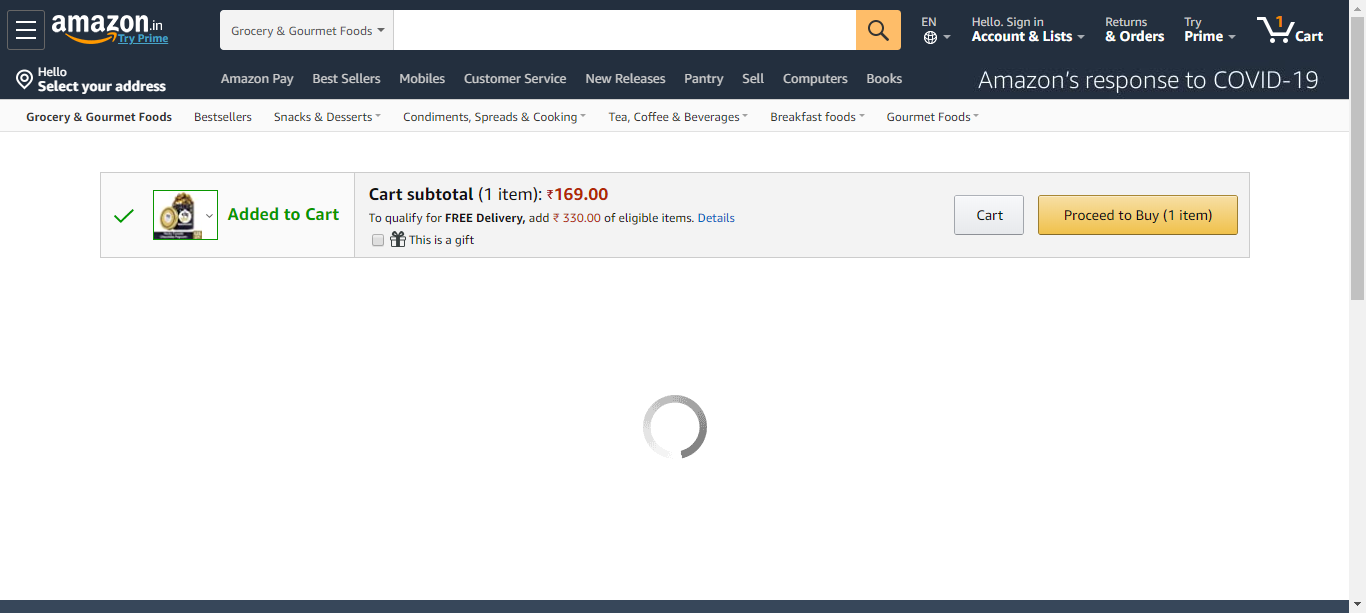 amazon.in
Try Prime
Grocery & Gourmet Foods
EN
Hello. Sign in
Account & Lists
Returns
& Orders
Try
Prime
1
Cart
Hello
Select your address
Amazon Pay Best Sellers Mobiles Customer Service New Releases Pantry Sell Computers Books
Amazon's response to COVID-19
Grocery & Gourmet Foods Bestsellers Snacks & Desserts Condiments, Spreads & Cooking Tea, Coffee & Beverages Breakfast foods Gourmet Foods
Added to Cart
Cart subtotal (1 item): ₹169.00
To qualify for FREE Delivery, add ₹ 330.00 of eligible items. Details
This is a gift
Cart
Proceed to Buy (1 item)